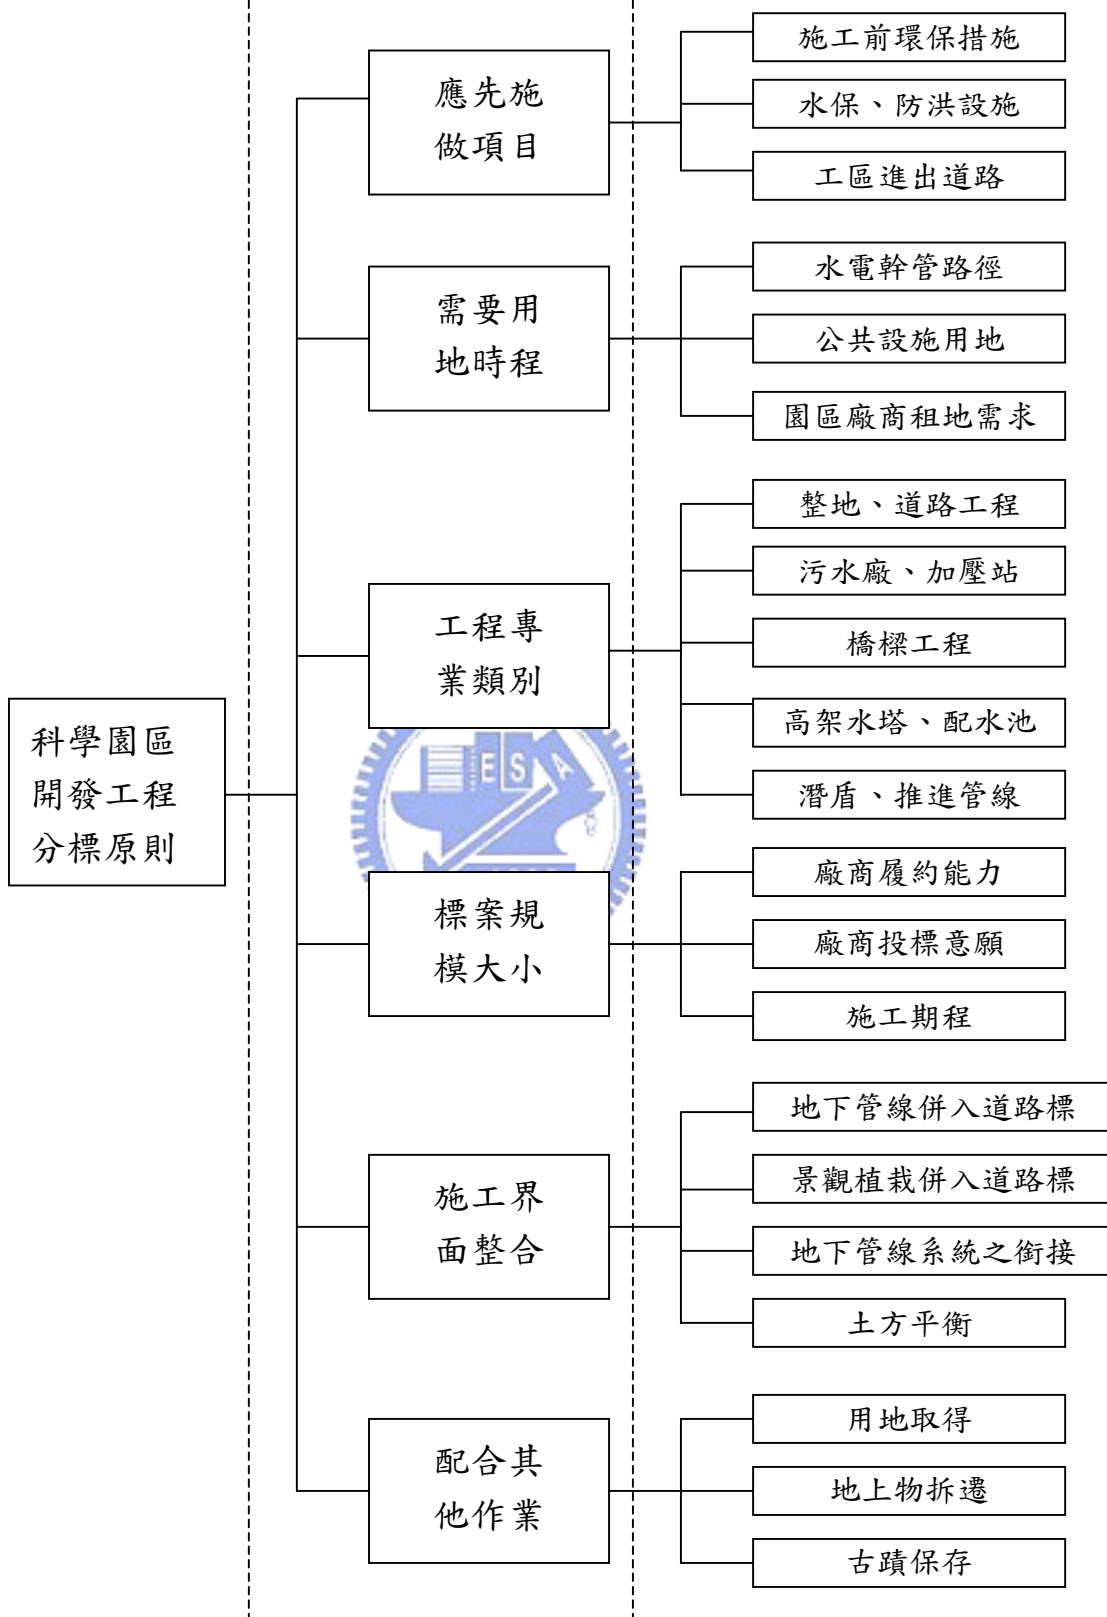 科學園區
開發工程
分標原則
應先施
做項目
施工前環保措施
水保、防洪設施
工區進出道路
需要用
地時程
水電幹管路徑
公共設施用地
園區廠商租地需求
工程專
業類別
整地、道路工程
污水廠、加壓站
橋樑工程
高架水塔、配水池
潛盾、推進管線
ESA
標案規
模大小
廠商履約能力
廠商投標意願
施工期程
施工界
面整合
地下管線併入道路標
景觀植栽併入道路標
地下管線系統之銜接
土方平衡
配合其
他作業
用地取得
地上物拆遷
古蹟保存